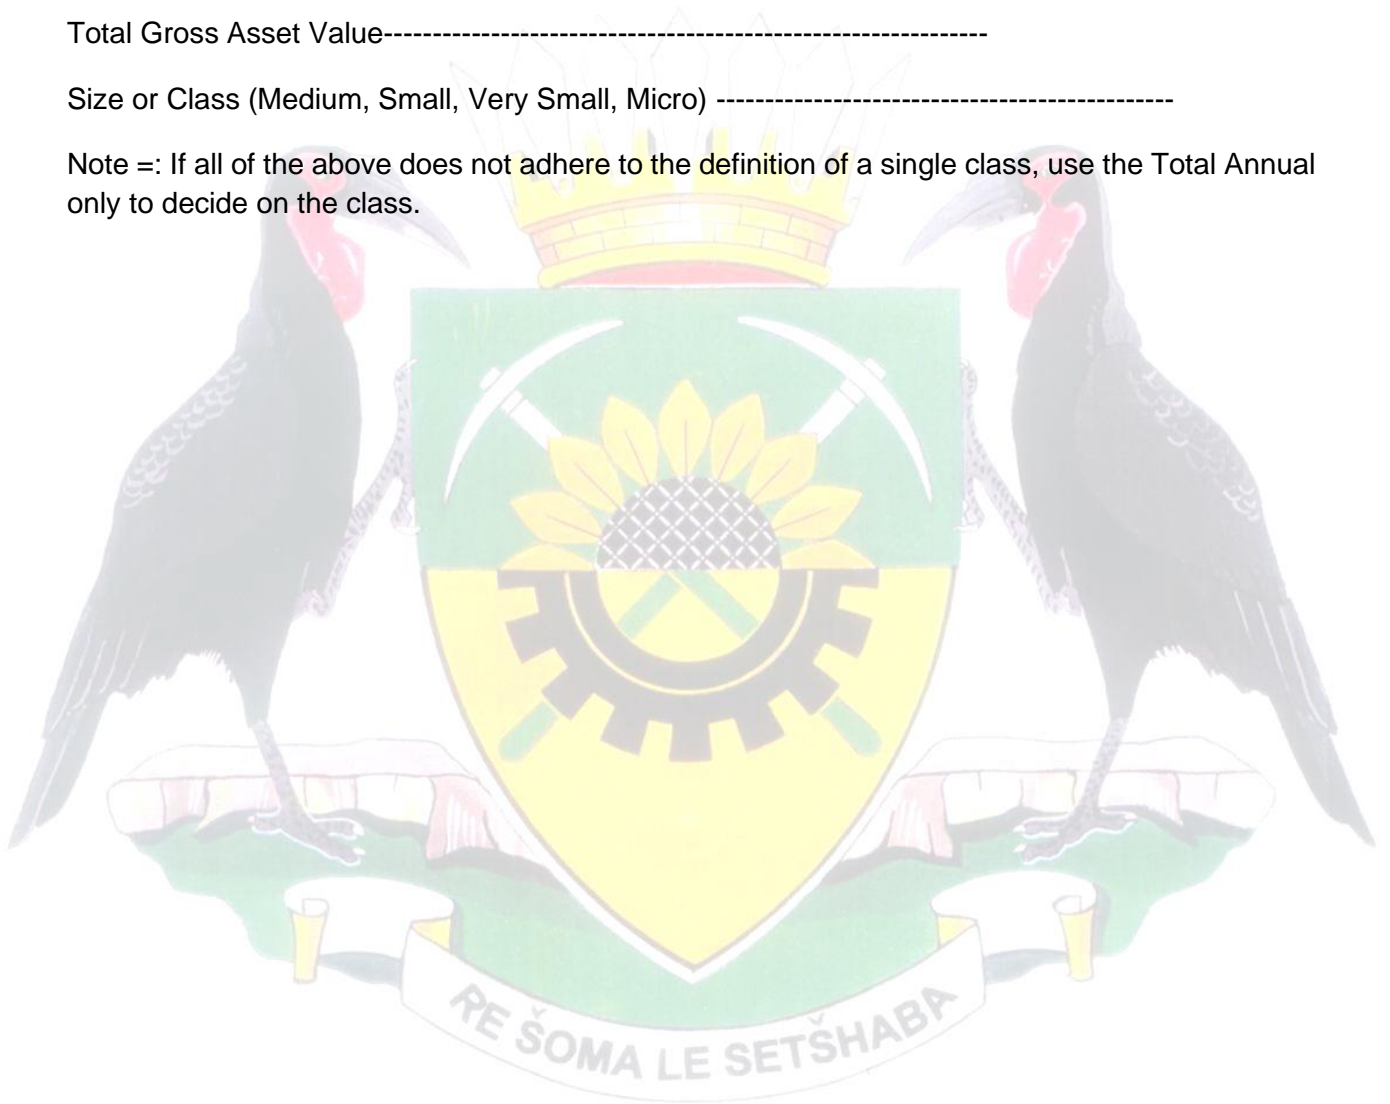 Total Gross Asset Value--------------------------------------------------------------
Size or Class (Medium, Small, Very Small, Micro) -----------------------------------------------
Note =: If all of the above does not adhere to the definition of a single class, use the Total Annual
only to decide on the class.
RE ŠOMA LE SETŠHABA